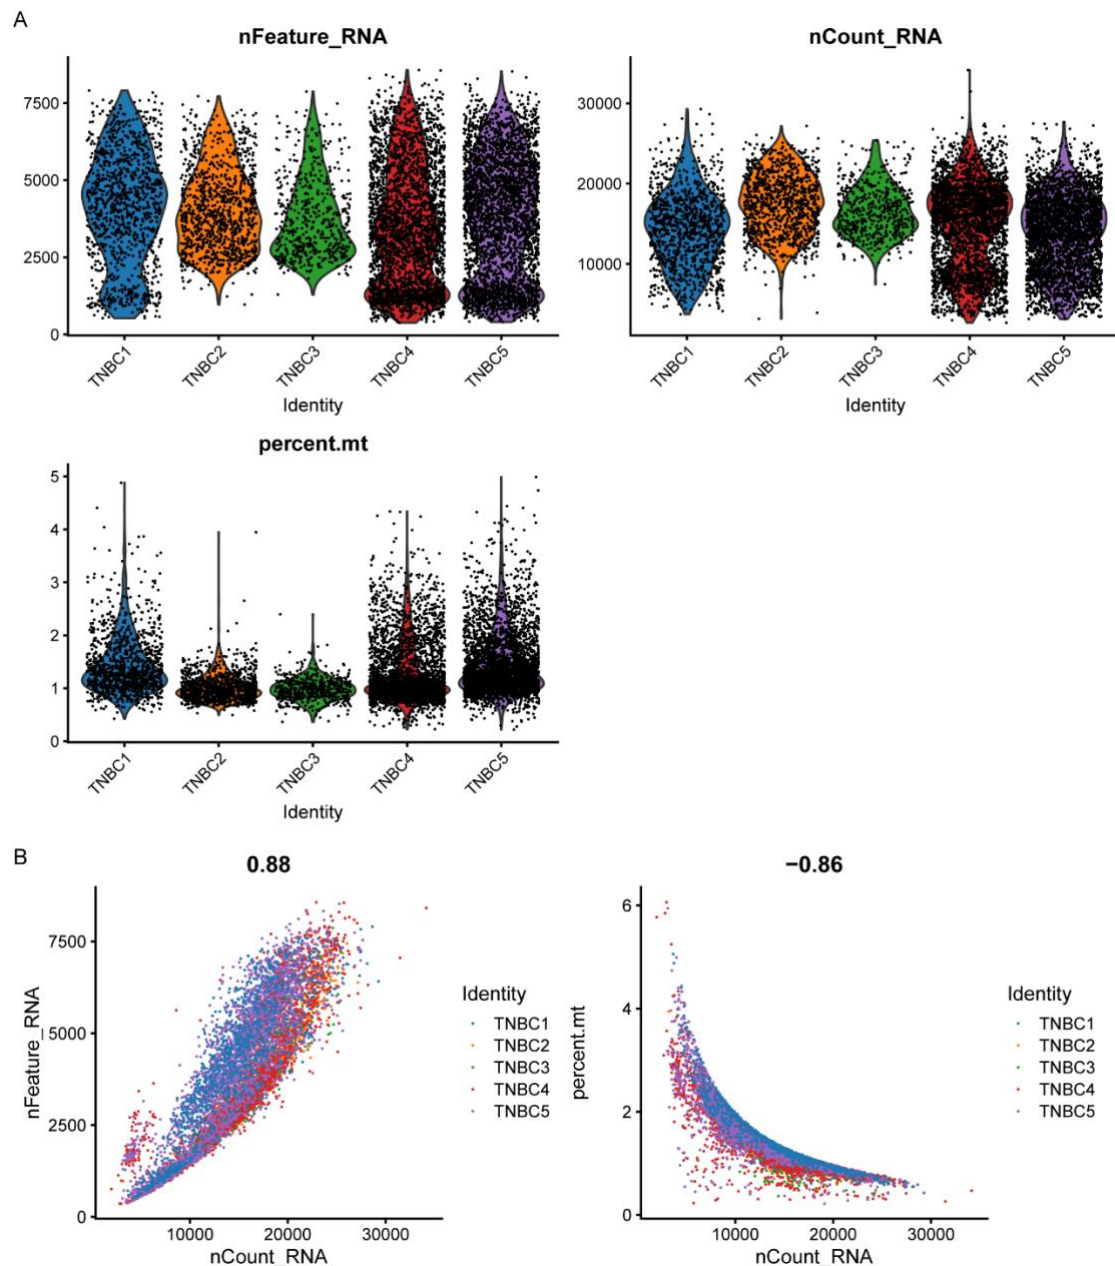 A
nFeature_RNA
7500
5000
2500
0
TNBC1
TNBC2
TNBC3
TNBC4
TNBC5
Identity
nCount_RNA
30000
20000
10000
TNBC1
TNBC2
TNBC3
TNBC4
TNBC5
Identity
percent.mt
5
4
3
2
1
0
TNBC1
TNBC2
TNBC3
TNBC4
TNBC5
Identity
B
0.88
nFeature_RNA
7500
5000
2500
0
10000 20000 30000
nCount_RNA
Identity
TNBC1
TNBC2
TNBC3
TNBC4
TNBC5
−0.86
percent.mt
6
4
2
0
10000 20000 30000
nCount_RNA
Identity
TNBC1
TNBC2
TNBC3
TNBC4
TNBC5